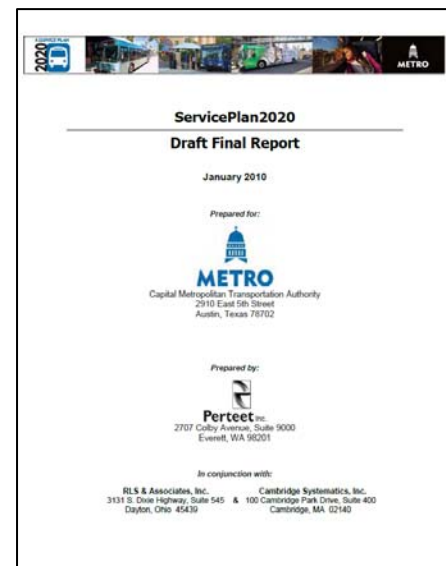 A SERVICE PLAN
2020
METRO
ServicePlan2020
Draft Final Report
January 2010
Prepared for:
METRO
Capital Metropolitan Transportation Authority
2910 East 5th Street
Austin, Texas 78702
Prepared by:
Perteet Inc.
2707 Colby Avenue, Suite 9000
Everett, WA 98201
In conjunction with:
RLS & Associates, Inc. Cambridge Systematics, Inc.
3131 S. Dixie Highway, Suite 545 & 100 Cambridge Park Drive, Suite 400
Dayton, Ohio 45439 Cambridge, MA 02140